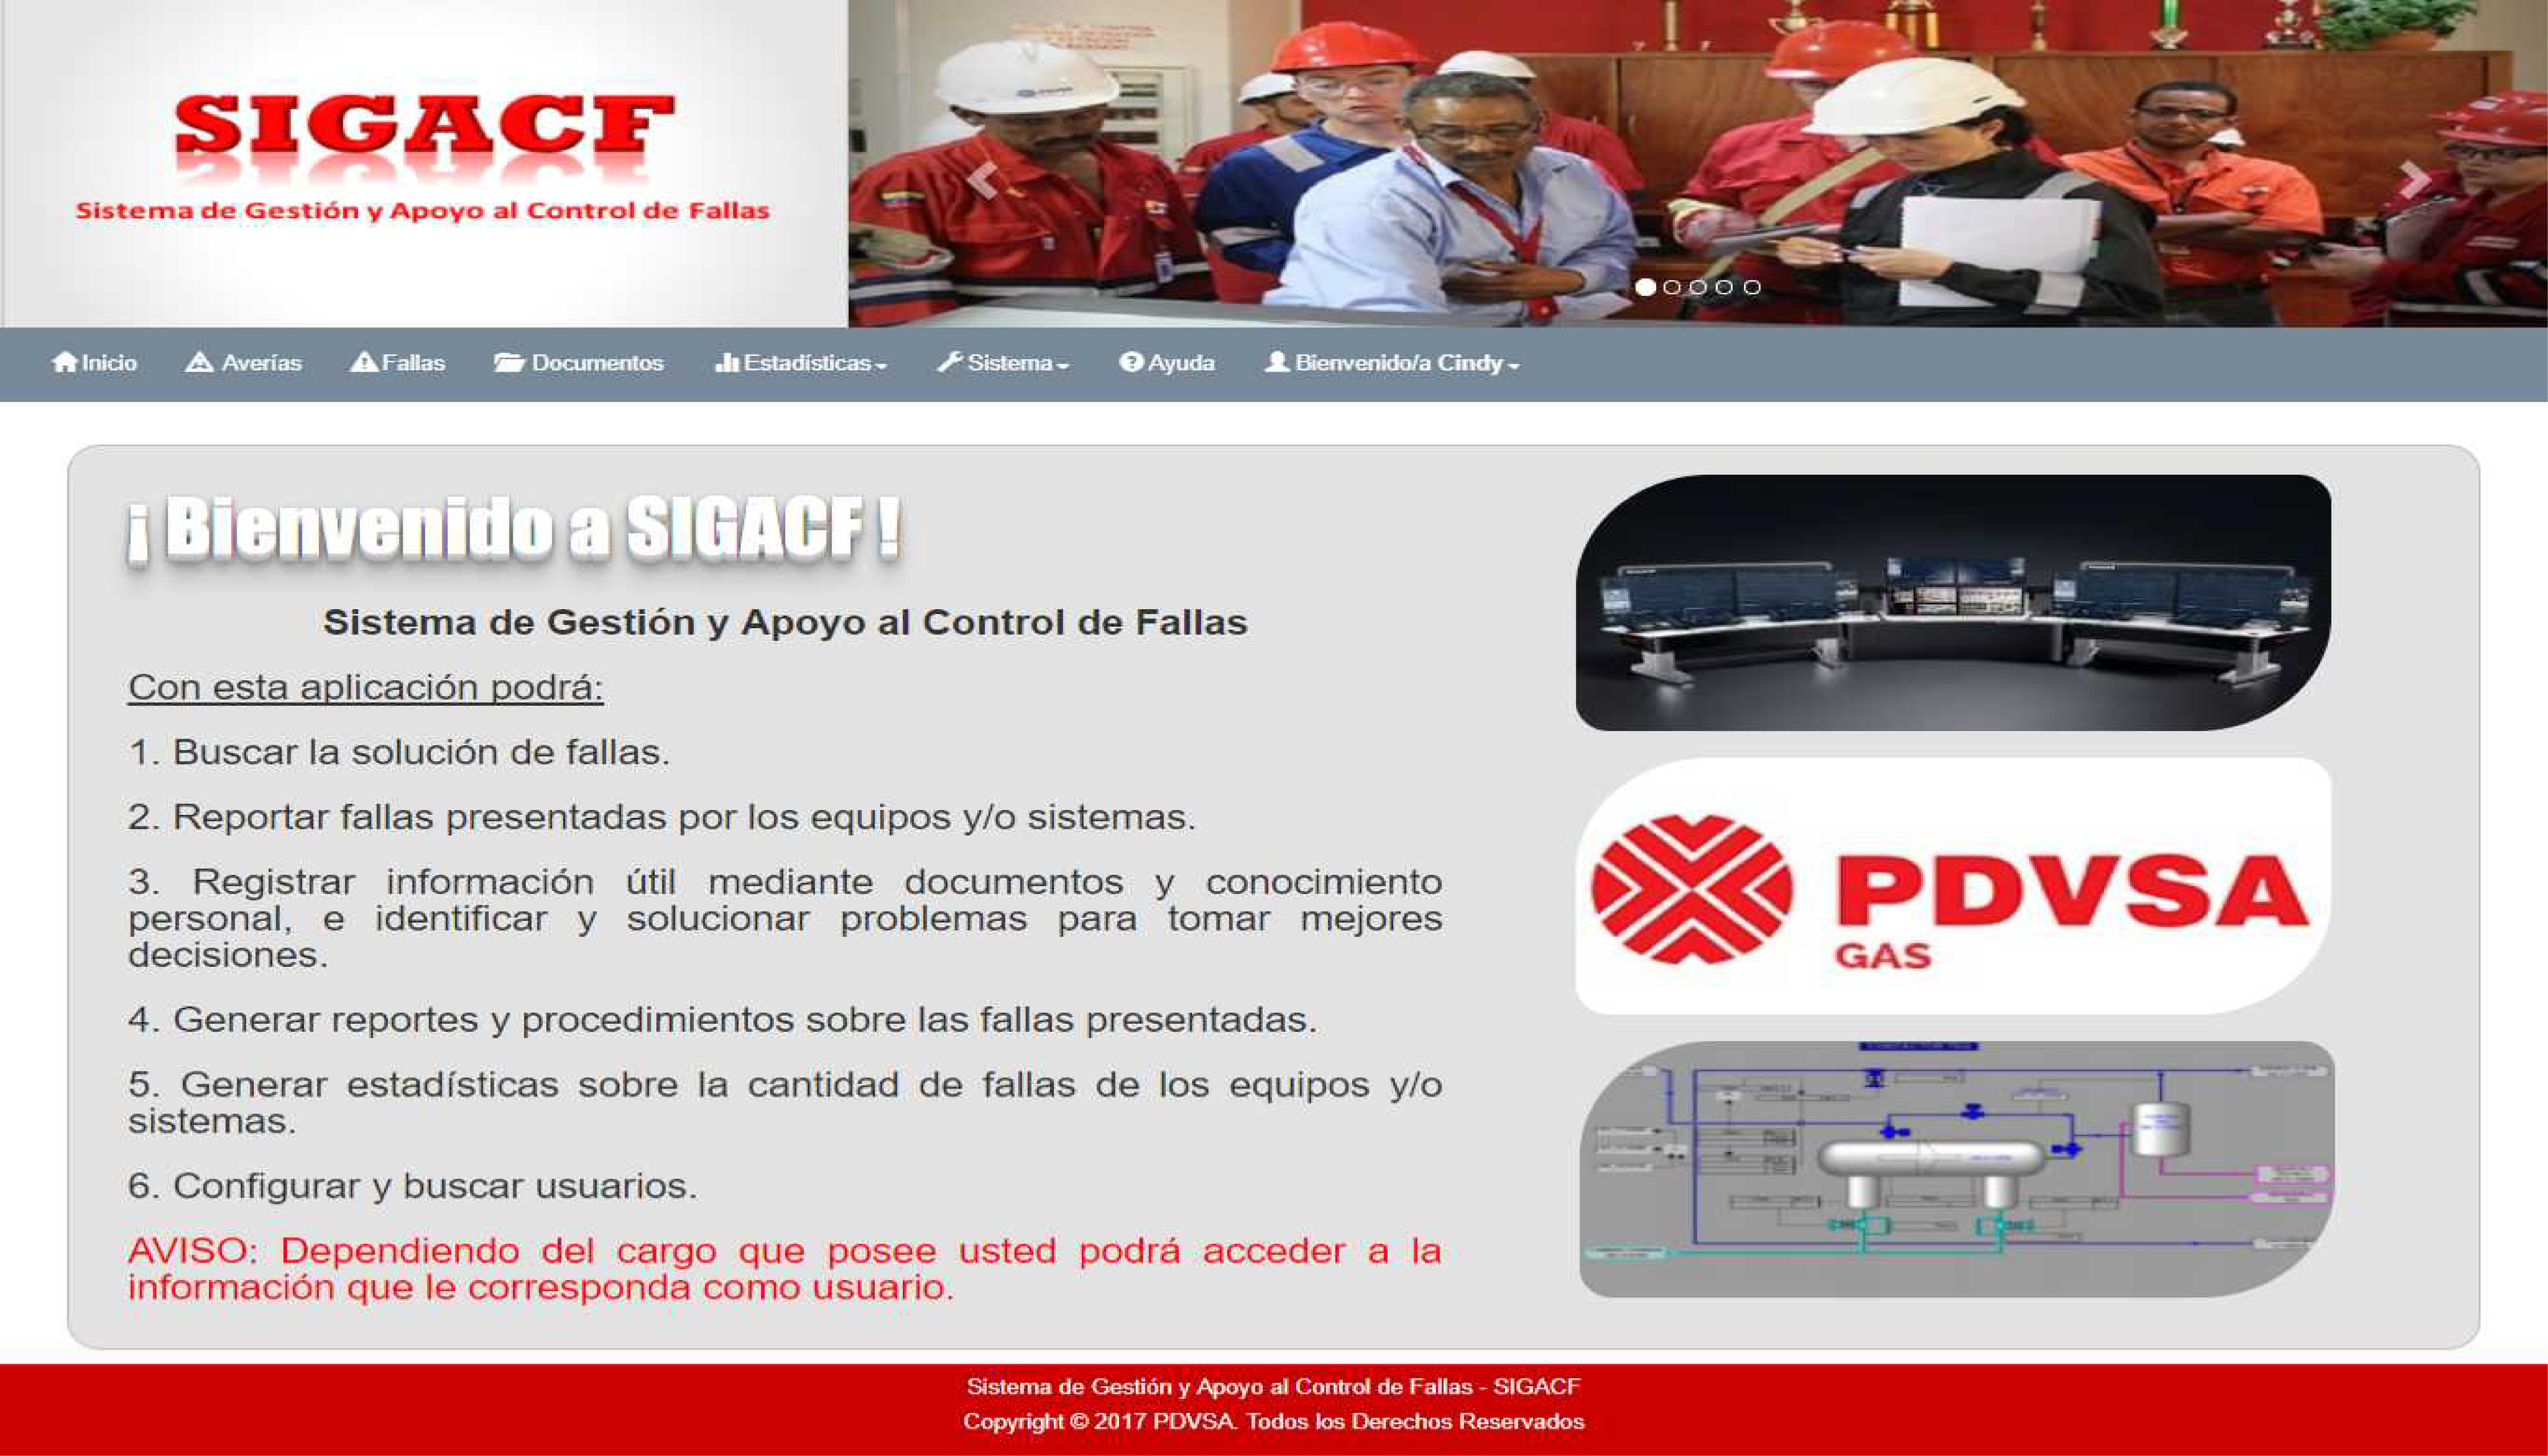 SIGACF
Sistema de Gestión y Apoyo al Control de Fallas
Inicio
Averías
Fallas
Documentos
Estadísticas
Sistema
Ayuda
Bienvenido/a Cindy
¡ Bienvenido a SIGACF !
Sistema de Gestión y Apoyo al Control de Fallas
Con esta aplicación podrá:
1. Buscar la solución de fallas.
2. Reportar fallas presentadas por los equipos y/o sistemas.
3. Registrar información útil mediante documentos y conocimiento
personal, e identificar y solucionar problemas para tomar mejores
decisiones.
4. Generar reportes y procedimientos sobre las fallas presentadas.
5. Generar estadísticas sobre la cantidad de fallas de los equipos y/o
sistemas.
6. Configurar y buscar usuarios.
AVISO: Dependiendo del cargo que posee usted podrá acceder a la
información que le corresponda como usuario.
PDVSA
GAS
Sistema de Gestión y Apoyo al Control de Fallas - SIGACF
Copyright © 2017 PDVSA. Todos los Derechos Reservados